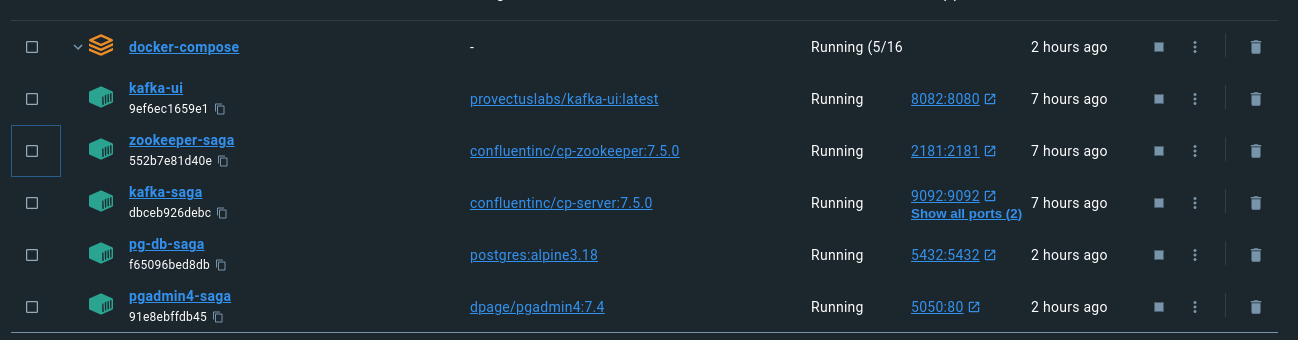 docker-compose - Running (5/16 2 hours ago
kafka-ui
9ef6ec1659e1 provectuslabs/kafka-ui:latest Running 8082:8080 7 hours ago
zookeeper-saga
552b7e81d40e confluentinc/cp-zookeeper:7.5.0 Running 2181:2181 7 hours ago
kafka-saga
dbceb926debc confluentinc/cp-server:7.5.0 Running 9092:9092 7 hours ago
Show all ports (2)
pg-db-saga
f65096bed8db postgres:alpine3.18 Running 5432:5432 2 hours ago
pgadmin4-saga
91e8ebffdb45 dpage/pgadmin4:7.4 Running 5050:80 2 hours ago